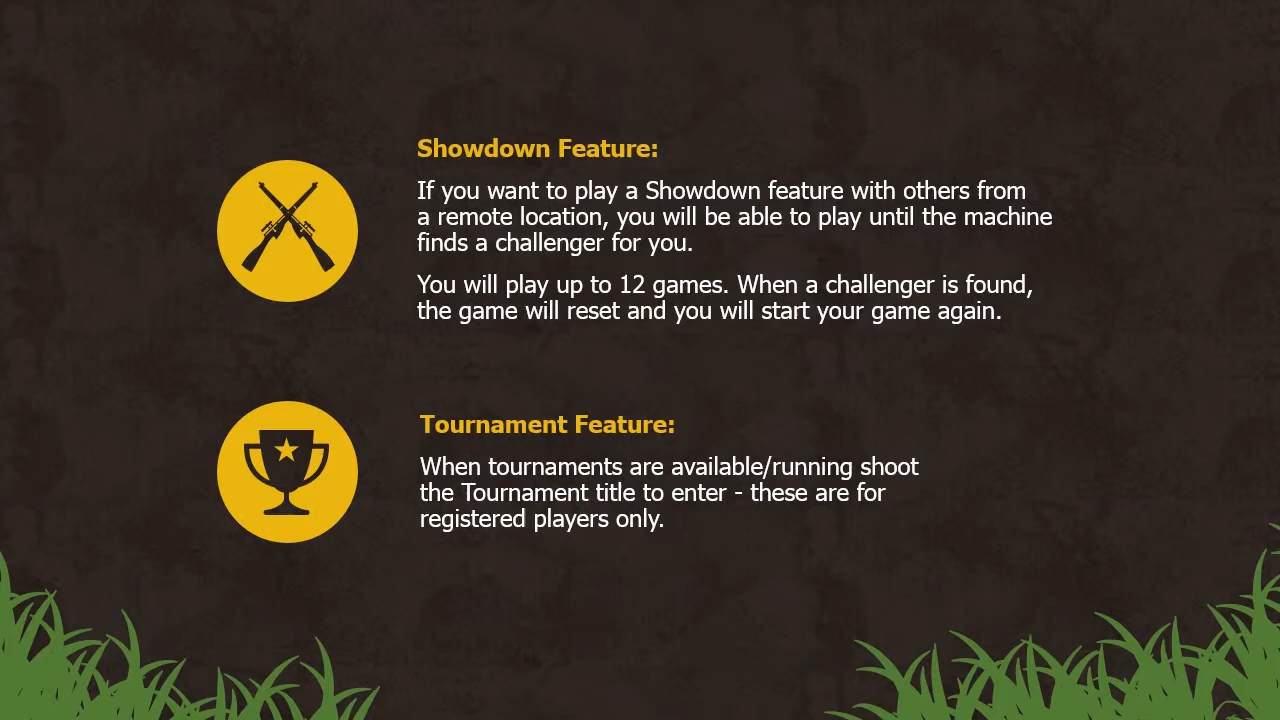 Showdown Feature:
If you want to play a Showdown feature with others from
a remote location, you will be able to play until the machine
finds a challenger for you.
You will play up to 12 games. When a challenger is found,
the game will reset and you will start your game again.
Tournament Feature:
When tournaments are available/running shoot
the Tournament title to enter - these are for
registered players only.